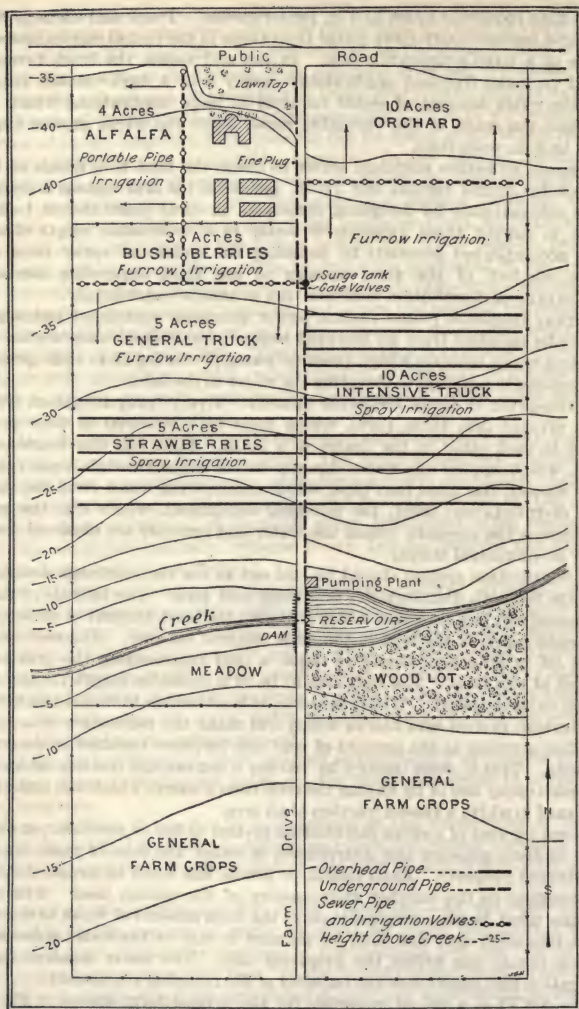 Public Road
-35
Lawn Tap
4 Acres
10 Acres
ALFALFA
ORCHARD
-40
Portable Pipe
Fire Plug
Irrigation
-40
3 Acres
BUSH BERRIES
Furrow Irrigation
Furrow Irrigation
Surge Tank
Gate Valves
-35
5 Acres
GENERAL TRUCK
Furrow Irrigation
10 Acres
INTENSIVE TRUCK
Spray Irrigation
-30
5 Acres
STRAWBERRIES
Spray Irrigation
-25
-20
-15
-10
-5
Pumping Plant
Creek
RESERVOIR
DAM
MEADOW
WOOD LOT
-5
-10
GENERAL
FARM CROPS
N
S
GENERAL
FARM CROPS
-15
-20
Farm Drive
Overhead Pipe
Underground Pipe
Sewer Pipe
and Irrigation Valves
Height above Creek -25-